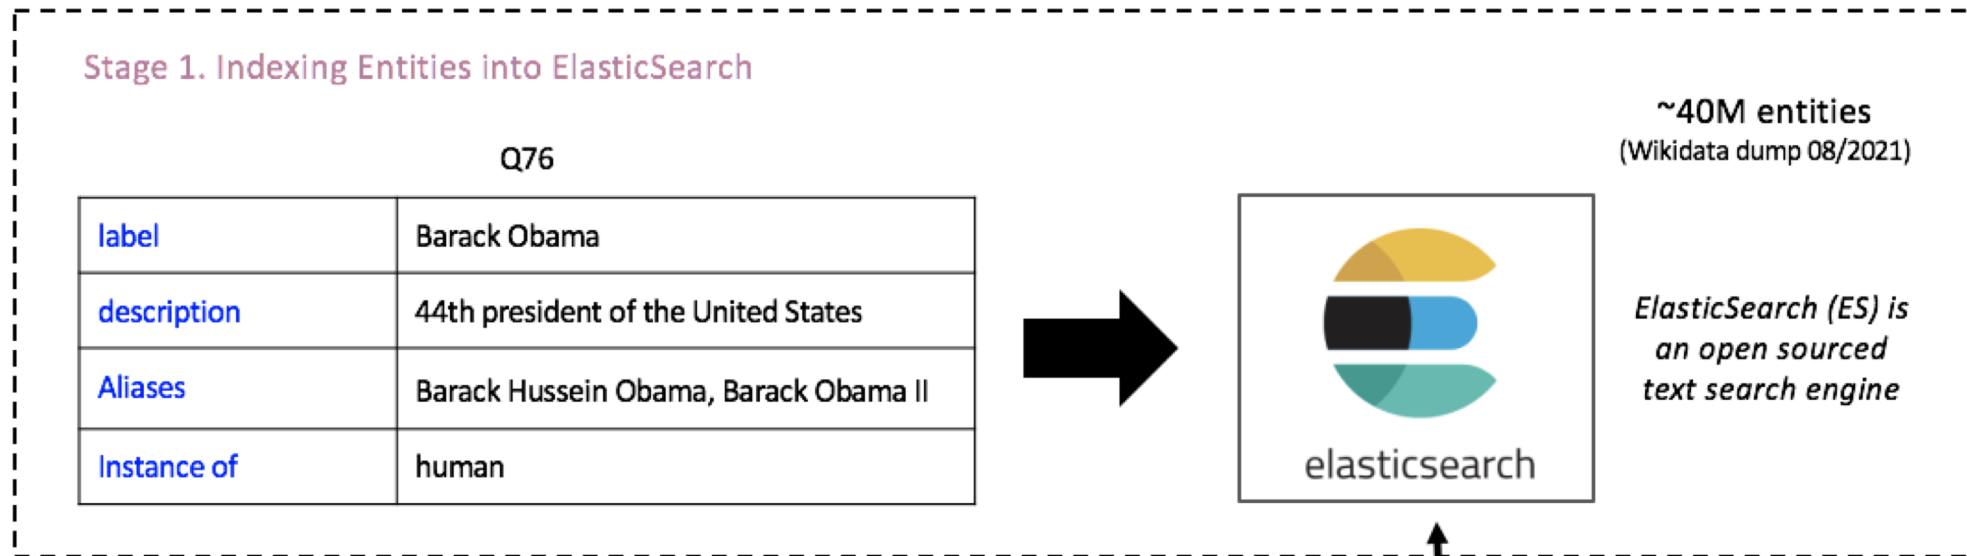 Stage 1. Indexing Entities into ElasticSearch
~40M entities
(Wikidata dump 08/2021)
Q76
label Barack Obama
description 44th president of the United States
Aliases Barack Hussein Obama, Barack Obama II
Instance of human
elasticsearch
ElasticSearch (ES) is
an open sourced
text search engine